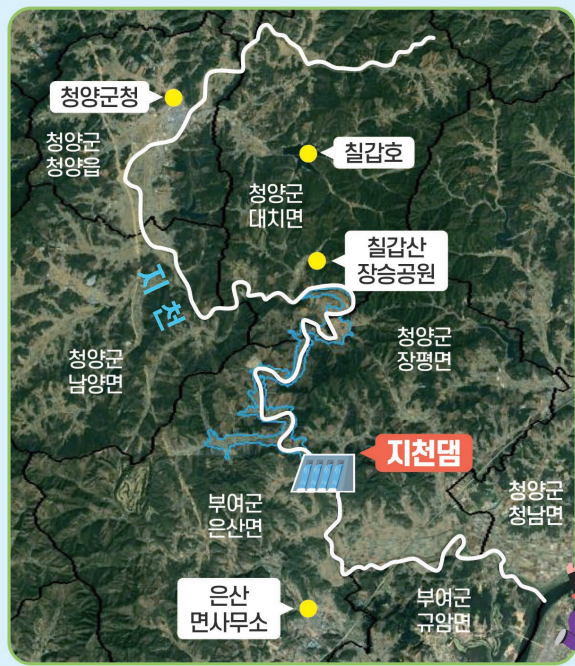 청양군청
청양군
청양읍
칠갑호
청양군
대치면
칠갑산
장승공원
지천
청양군
장평면
청양군
남양면
지천댐
청양군
청남면
부여군
은산면
은산
면사무소
부여군
규암면